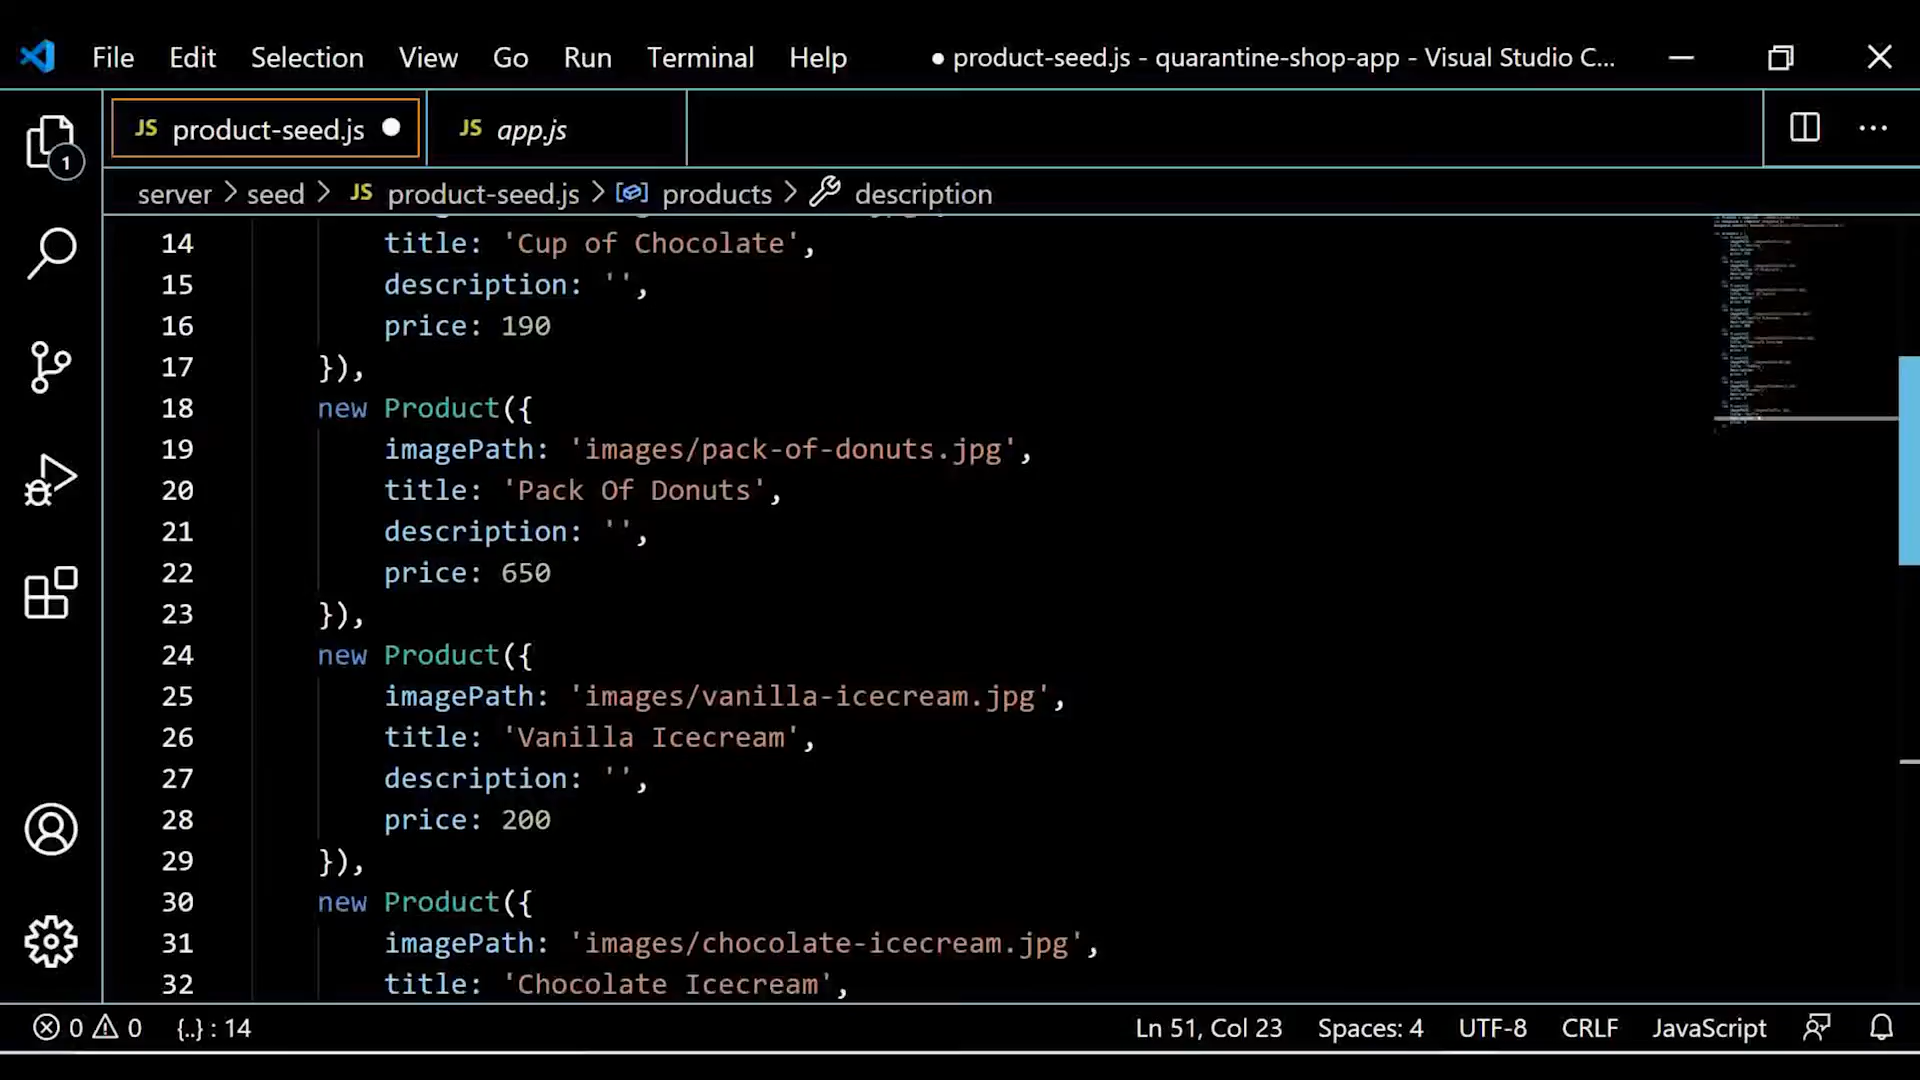 File Edit Selection View Go Run Terminal Help ● product-seed.js - quarantine-shop-app - Visual Studio C...
JS product-seed.js JS app.js
1
server > seed > JS product-seed.js > products > description
14 title: 'Cup of Chocolate',
15 description: '',
16 price: 190
17 }),
18 new Product({
19 imagePath: 'images/pack-of-donuts.jpg',
20 title: 'Pack Of Donuts',
21 description: '',
22 price: 650
23 }),
24 new Product({
25 imagePath: 'images/vanilla-icecream.jpg',
26 title: 'Vanilla Icecream',
27 description: '',
28 price: 200
29 }),
30 new Product({
31 imagePath: 'images/chocolate-icecream.jpg',
32 title: 'Chocolate Icecream',
0 0 {..} : 14 Ln 51, Col 23 Spaces: 4 UTF-8 CRLF JavaScript